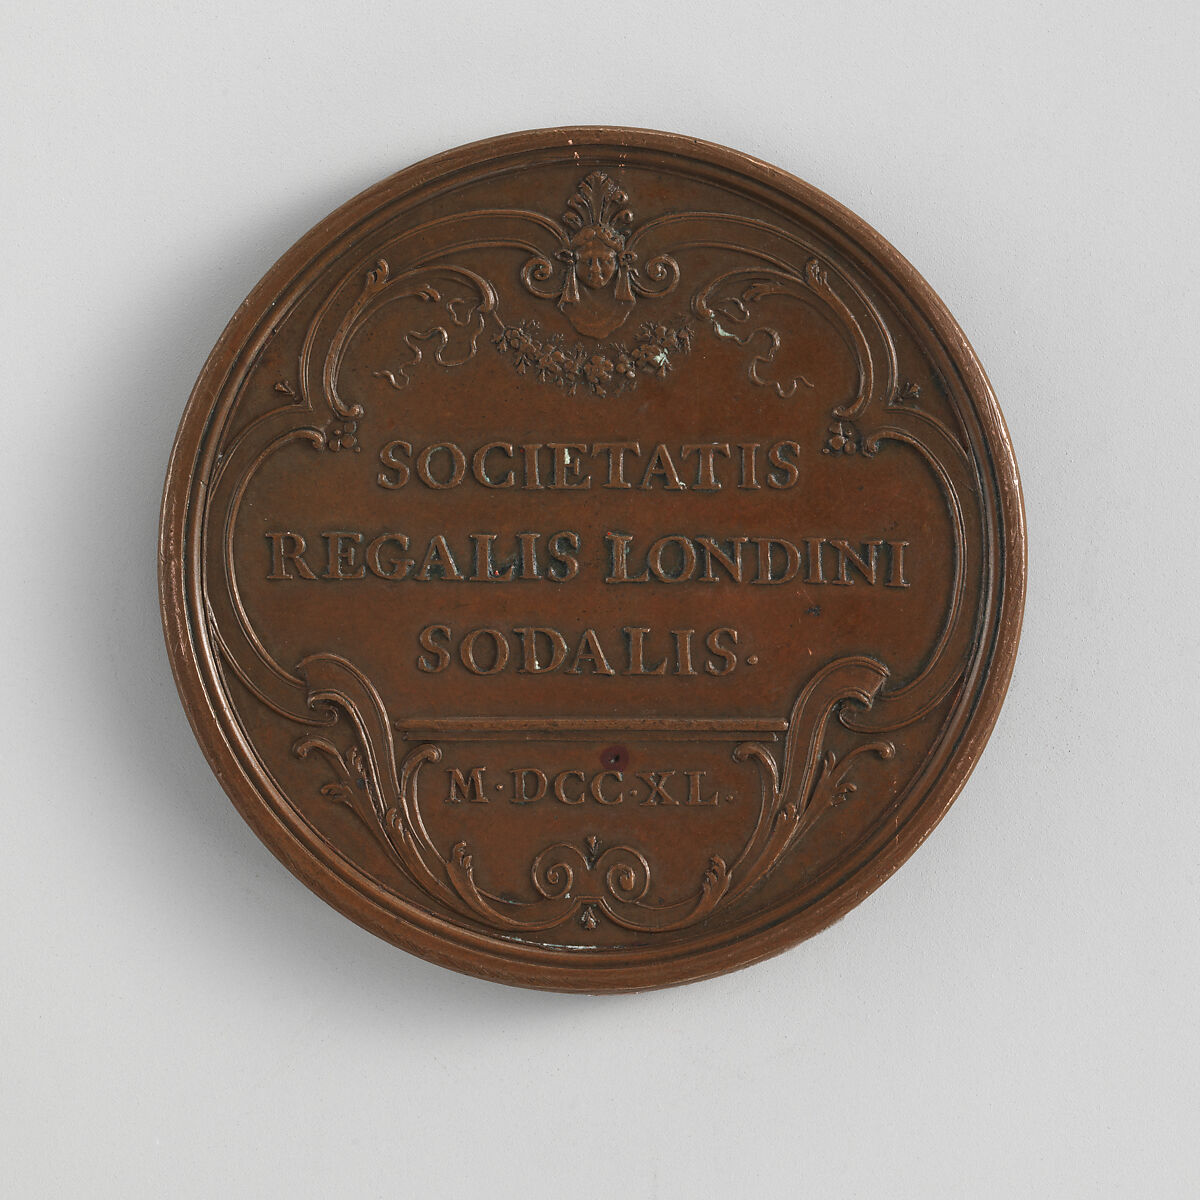 SOCIETATIS
REGALIS LONDINI
SODALIS.
M·DCC·XL.